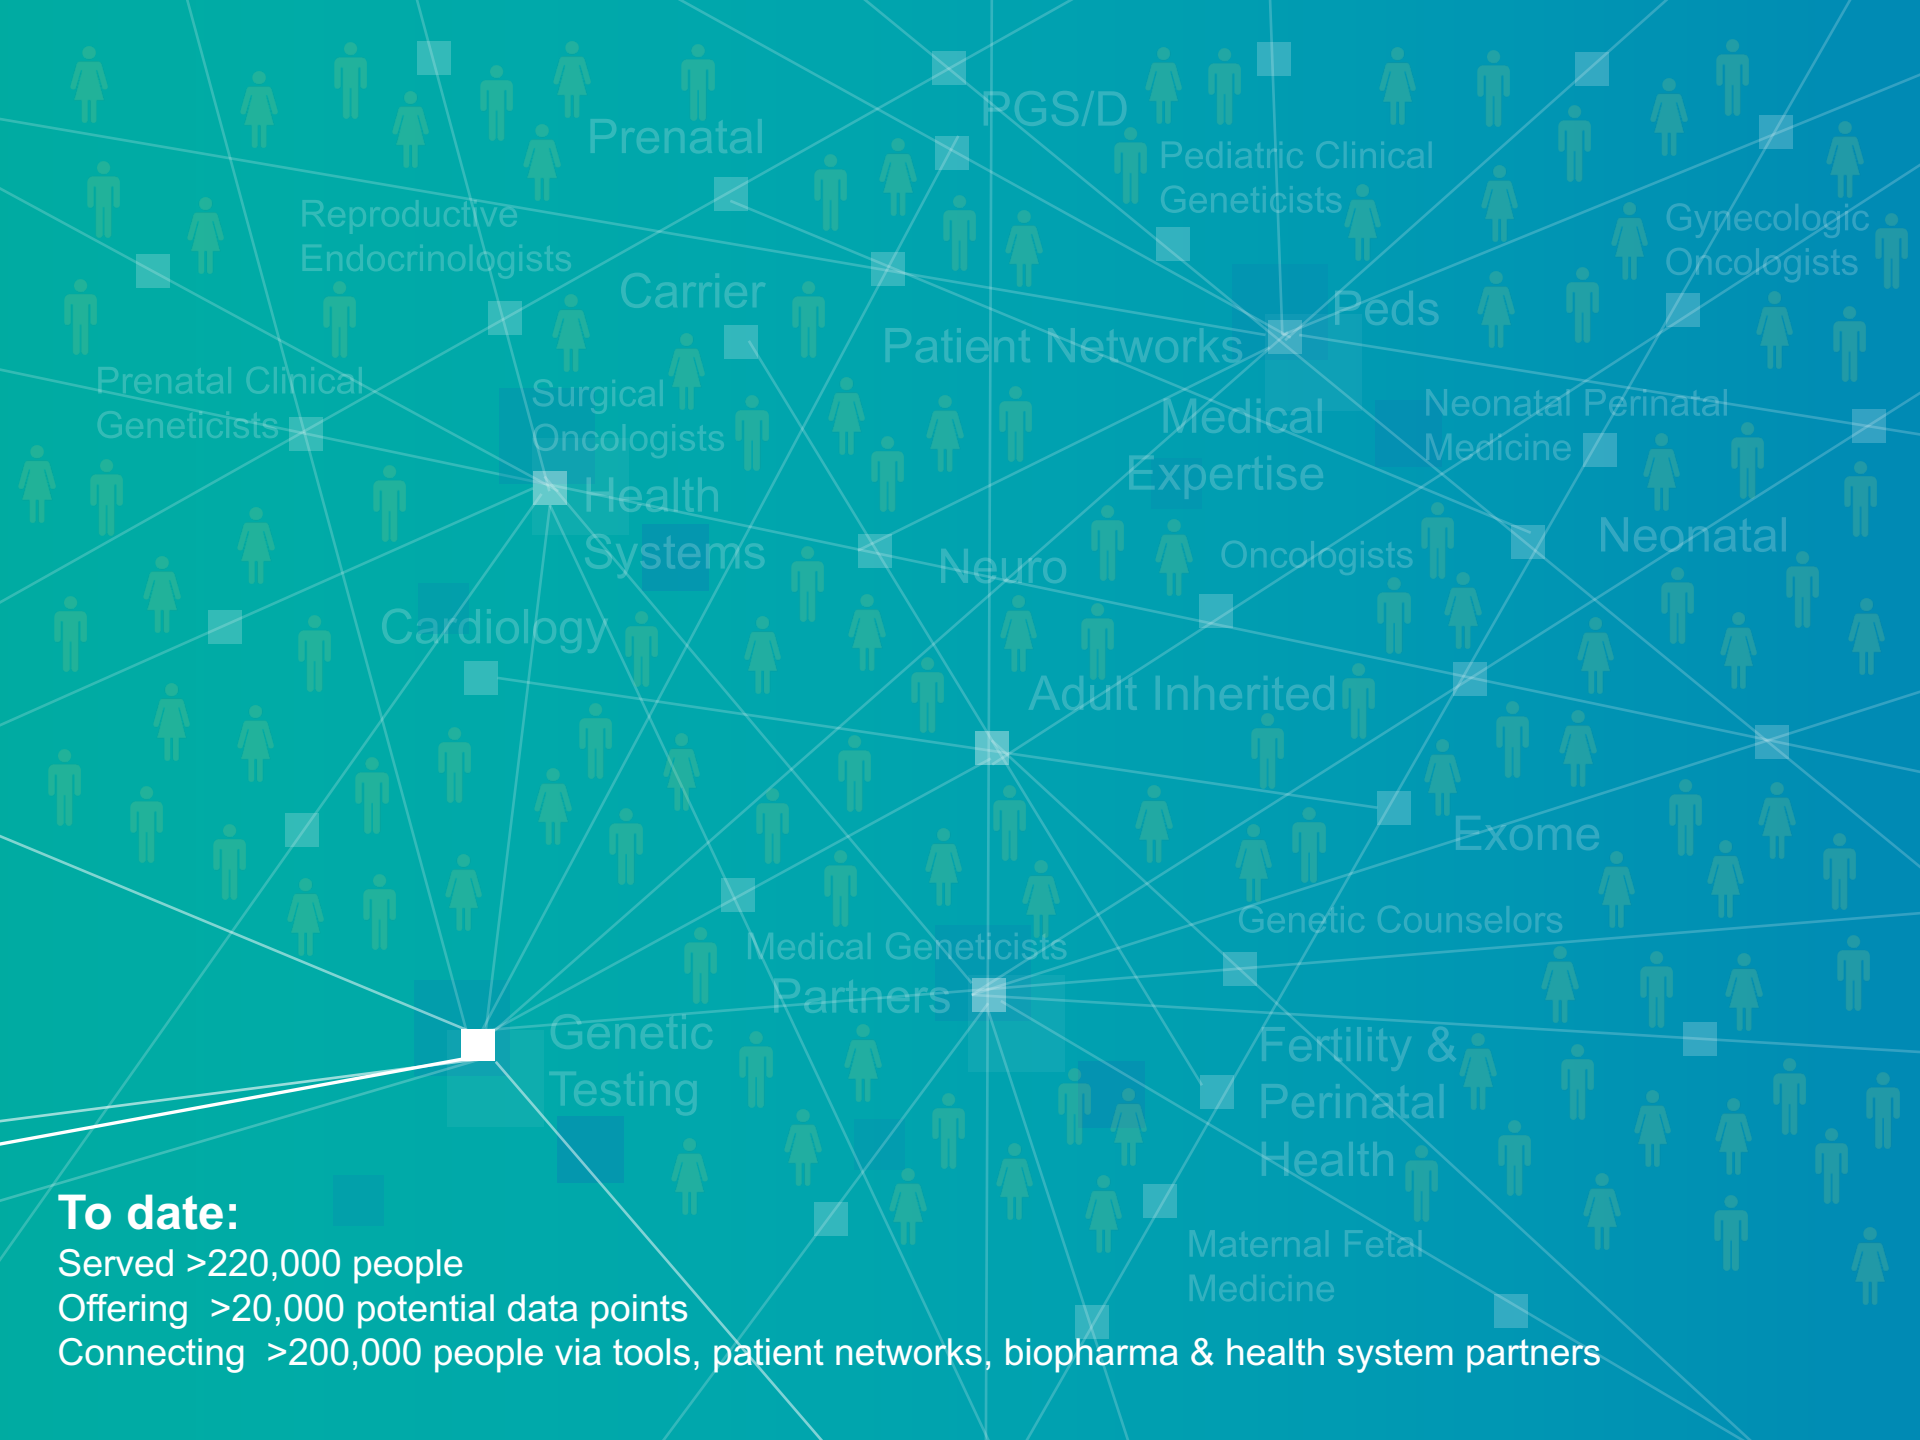 PGS/D
Prenatal
Pediatric Clinical
Geneticists
Reproductive
Endocrinologists
Gynecologic
Oncologists
Carrier
Peds
Patient Networks
Prenatal Clinical
Geneticists
Surgical
Oncologists
Medical
Expertise
Neonatal Perinatal
Medicine
Health
Systems
Neuro
Oncologists
Neonatal
Cardiology
Adult Inherited
Exome
Genetic Counselors
Medical Geneticists
Partners
Genetic
Testing
Fertility &
Perinatal
Health
Maternal Fetal
Medicine
To date:
Served >220,000 people
Offering  >20,000 potential data points
Connecting  >200,000 people via tools, patient networks, biopharma & health system partners